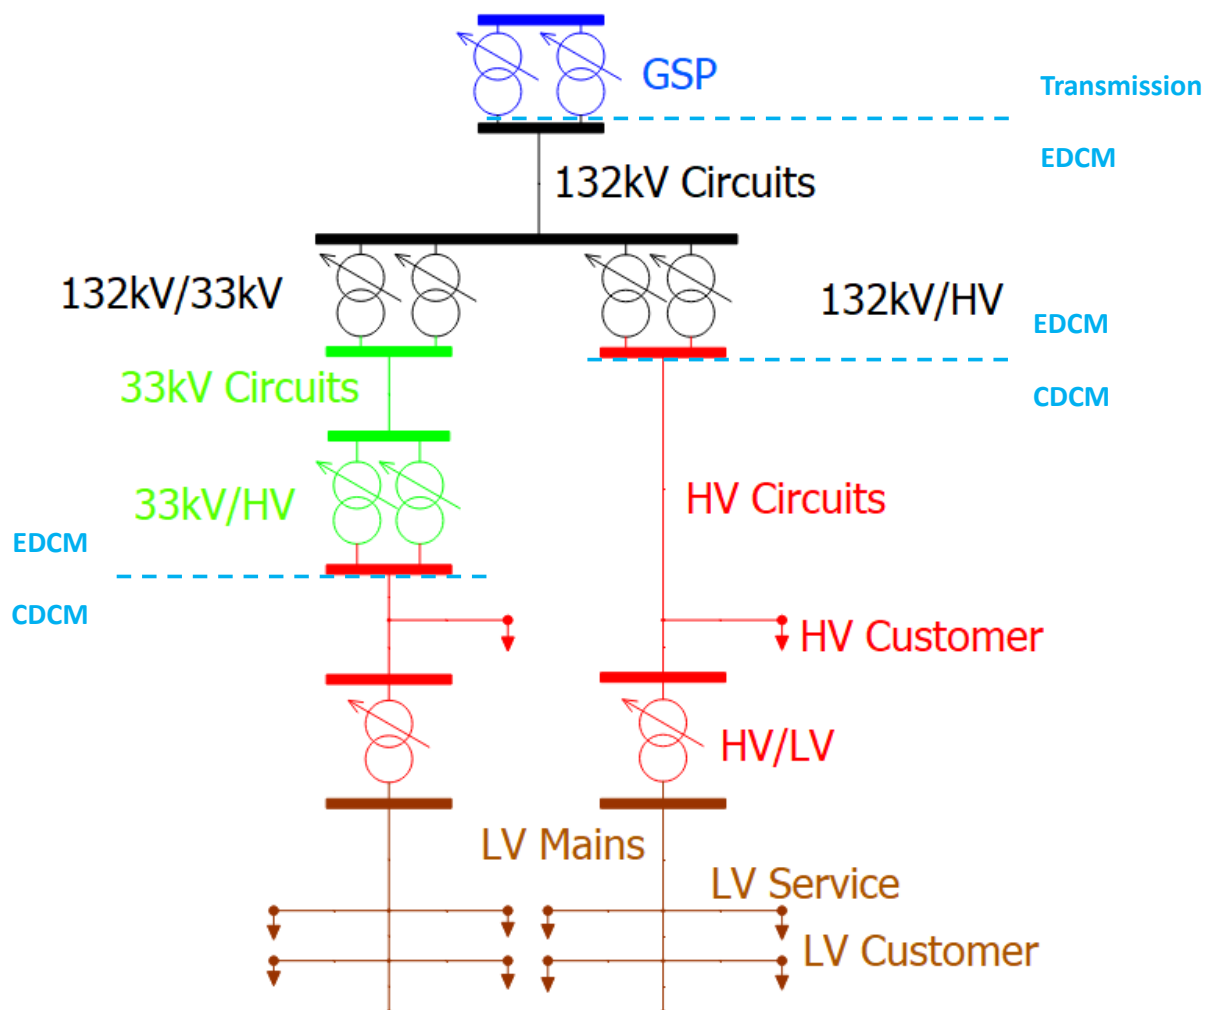 GSP
Transmission
EDCM
132kV Circuits
132kV/33kV
132kV/HV
EDCM
33kV Circuits
CDCM
33kV/HV
HV Circuits
EDCM
CDCM
HV Customer
HV/LV
LV Mains
LV Service
LV Customer